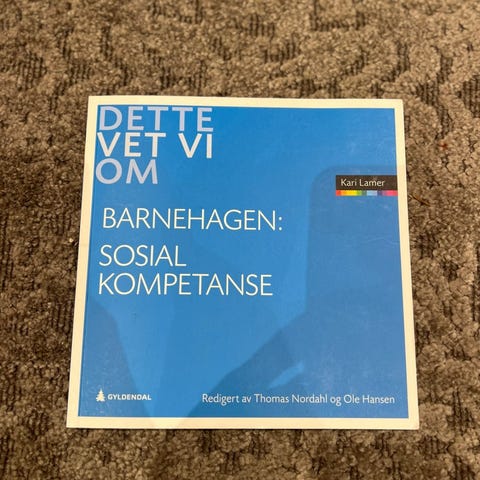 DETTE
VET VI
OM
Kari Lamer
BARNEHAGEN:
SOSIAL
KOMPETANSE
GYLDENDAL
Redigert av Thomas Nordahl og Ole Hansen